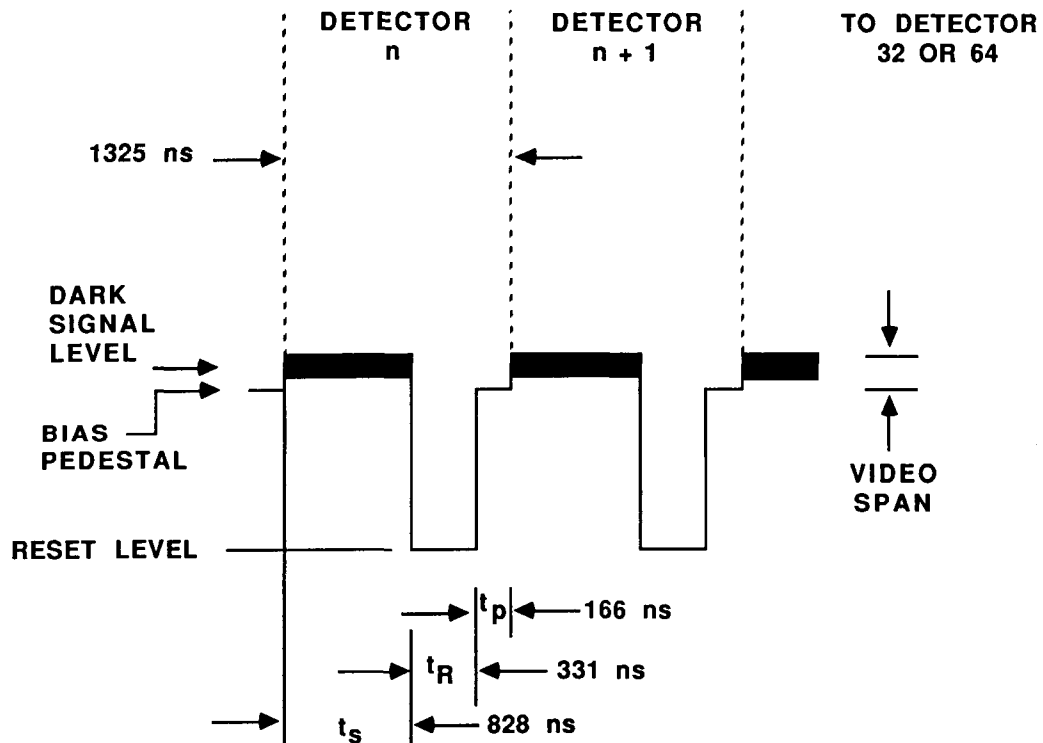 DETECTOR
n
DETECTOR
n + 1
TO DETECTOR
32 OR 64
1325 ns
DARK
SIGNAL
LEVEL
BIAS
PEDESTAL
VIDEO
SPAN
RESET LEVEL
tp
166 ns
tR
331 ns
ts
828 ns